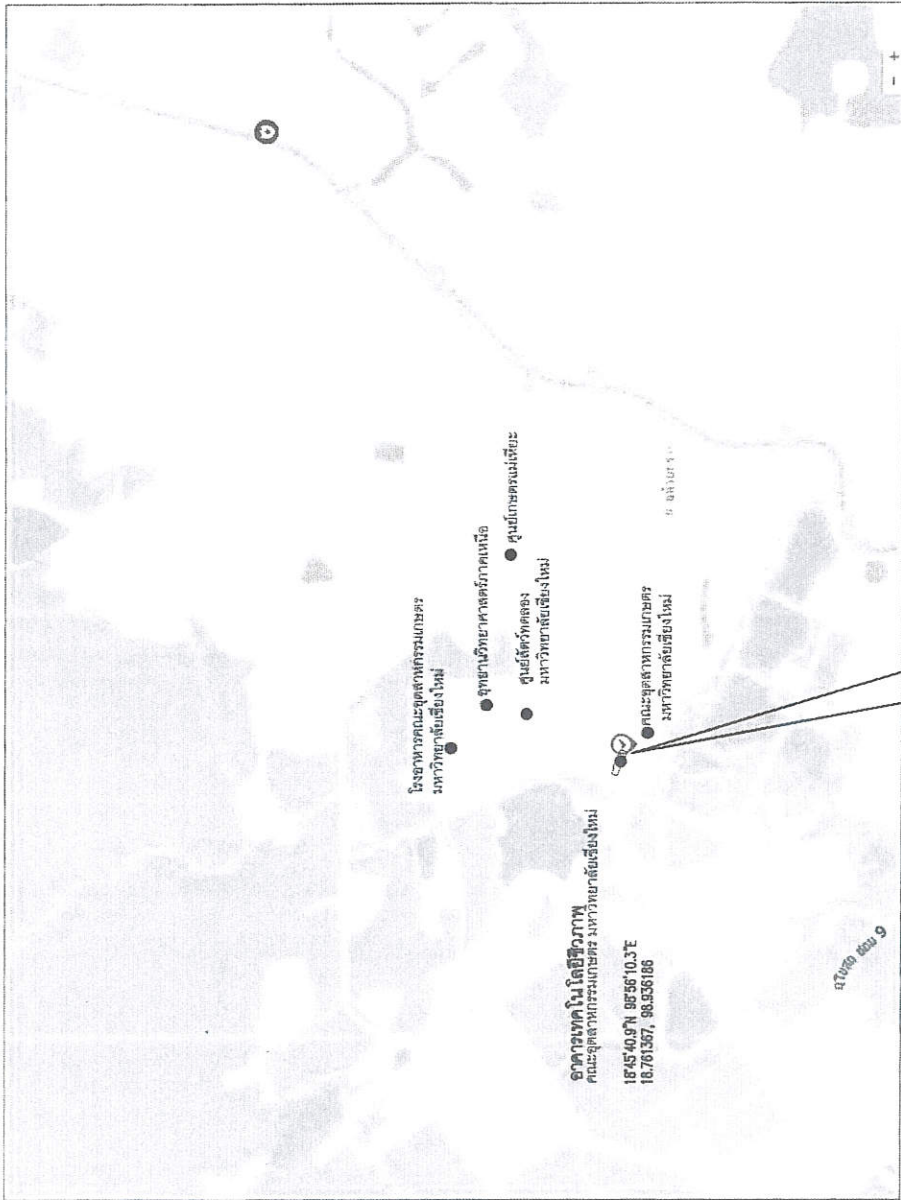 โรงอาหารคณะอุตสาหกรรมเกษตร
มหาวิทยาลัยเชียงใหม่
อุทยานวิทยาศาสตร์ภาคเหนือ
ศูนย์เกษตรแม่เหียะ
ศูนย์สัตว์ทดลอง
มหาวิทยาลัยเชียงใหม่
คณะอุตสาหกรรมเกษตร
มหาวิทยาลัยเชียงใหม่
อาคารเทคโนโลยีชีวภาพ
คณะอุตสาหกรรมเกษตร มหาวิทยาลัยเชียงใหม่
18°45'40.9"N 98°56'10.3"E
18.761367, 98.936186
- +